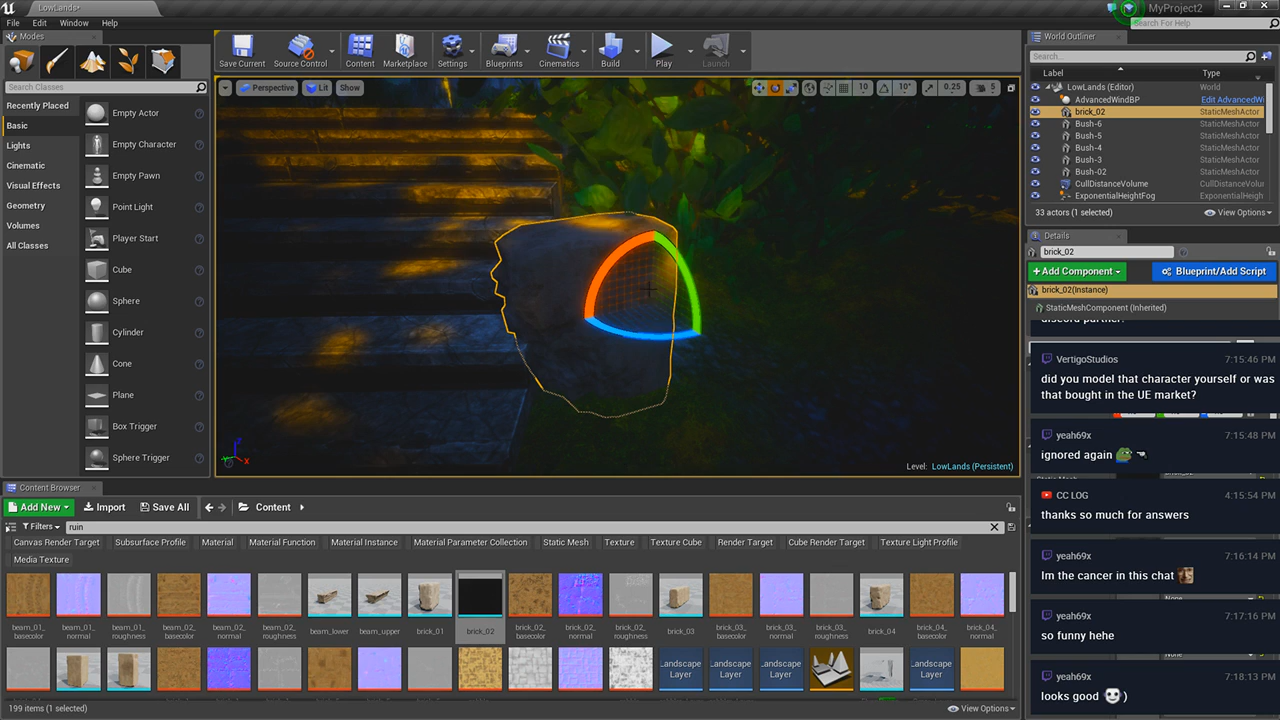 LowLands*
MyProject2
File
Edit
Window
Help
Search For Help
Modes
Search Classes
Recently Placed
Basic
Lights
Cinematic
Visual Effects
Geometry
Volumes
All Classes
Empty Actor
Empty Character
Empty Pawn
Point Light
Player Start
Cube
Sphere
Cylinder
Cone
Plane
Box Trigger
Sphere Trigger
Save Current
Source Control
Content
Marketplace
Settings
Blueprints
Cinematics
Build
Play
Launch
Perspective
Lit
Show
10
10°
0.25
5
Level: LowLands (Persistent)
World Outliner
Search...
Label
Type
LowLands (Editor)
World
AdvancedWindBP
Edit AdvancedWi
brick_02
StaticMeshActor
Bush-6
StaticMeshActor
Bush-5
StaticMeshActor
Bush-4
StaticMeshActor
Bush-3
StaticMeshActor
Bush-02
StaticMeshActor
CullDistanceVolume
CullDistanceVolu
ExponentialHeightFog
ExponentialHeigh
33 actors (1 selected)
View Options
Details
brick_02
+Add Component
Blueprint/Add Script
brick_02(Instance)
StaticMeshComponent (Inherited)
VertigoStudios
7:15:46 PM
did you model that character yourself or was
that bought in the UE market?
yeah69x
7:15:48 PM
ignored again
CC LOG
4:15:54 PM
thanks so much for answers
yeah69x
7:16:14 PM
Im the cancer in this chat
yeah69x
7:17:16 PM
so funny hehe
yeah69x
7:18:13 PM
looks good )
Content Browser
Add New
Import
Save All
Content
Filters
ruin
Canvas Render Target
Subsurface Profile
Material
Material Function
Material Instance
Material Parameter Collection
Static Mesh
Texture
Texture Cube
Render Target
Cube Render Target
Texture Light Profile
Media Texture
beam_01_
basecolor
beam_01_
normal
beam_01_
roughness
beam_02_
basecolor
beam_02_
normal
beam_02_
roughness
beam_lower
beam_upper
brick_01
brick_02
brick_02_
basecolor
brick_02_
normal
brick_02_
roughness
brick_03
brick_03_
basecolor
brick_03_
normal
brick_03_
roughness
brick_04
brick_04_
basecolor
brick_04_
normal
Landscape
Layer
Landscape
Layer
Landscape
Layer
Landscape
Layer
199 items (1 selected)
View Options